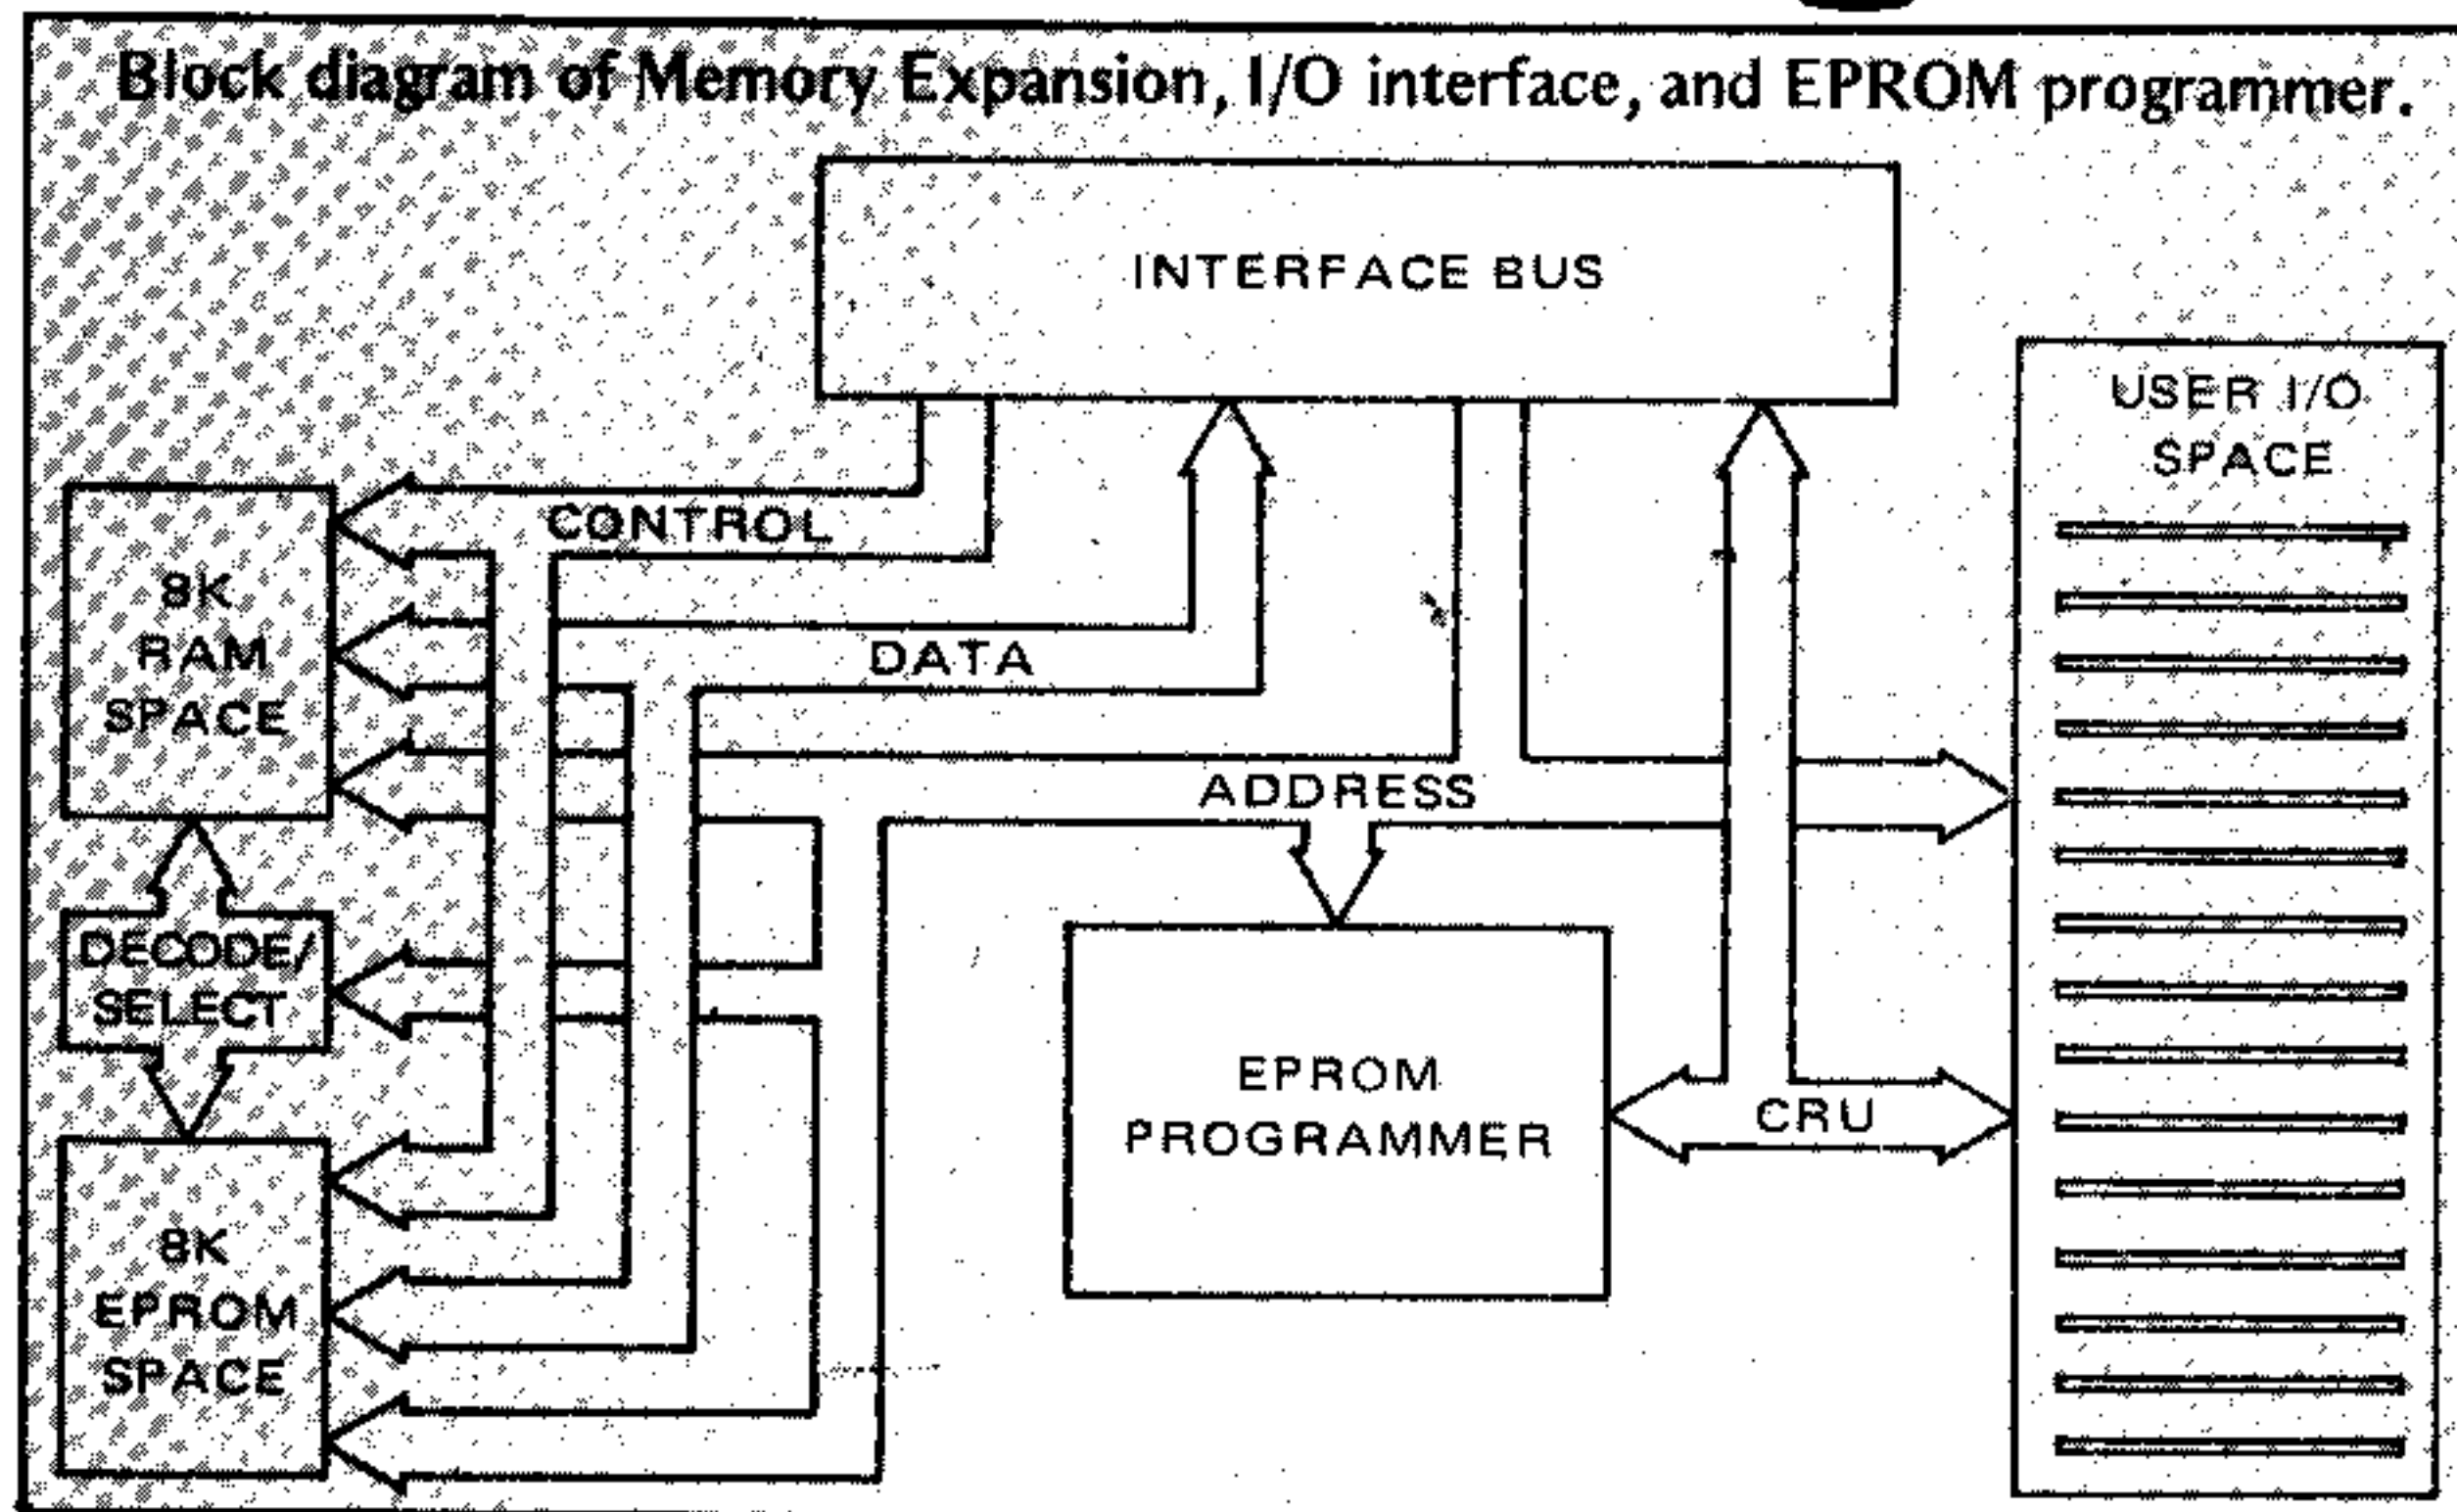 Block diagram of Memory Expansion, I/O interface, and EPROM programmer.
INTERFACE BUS
USER I/O
SPACE
CONTROL
8K
RAM
SPACE
DATA
ADDRESS
DECODE/
SELECT
EPROM
PROGRAMMER
CRU
8K
EPROM
SPACE